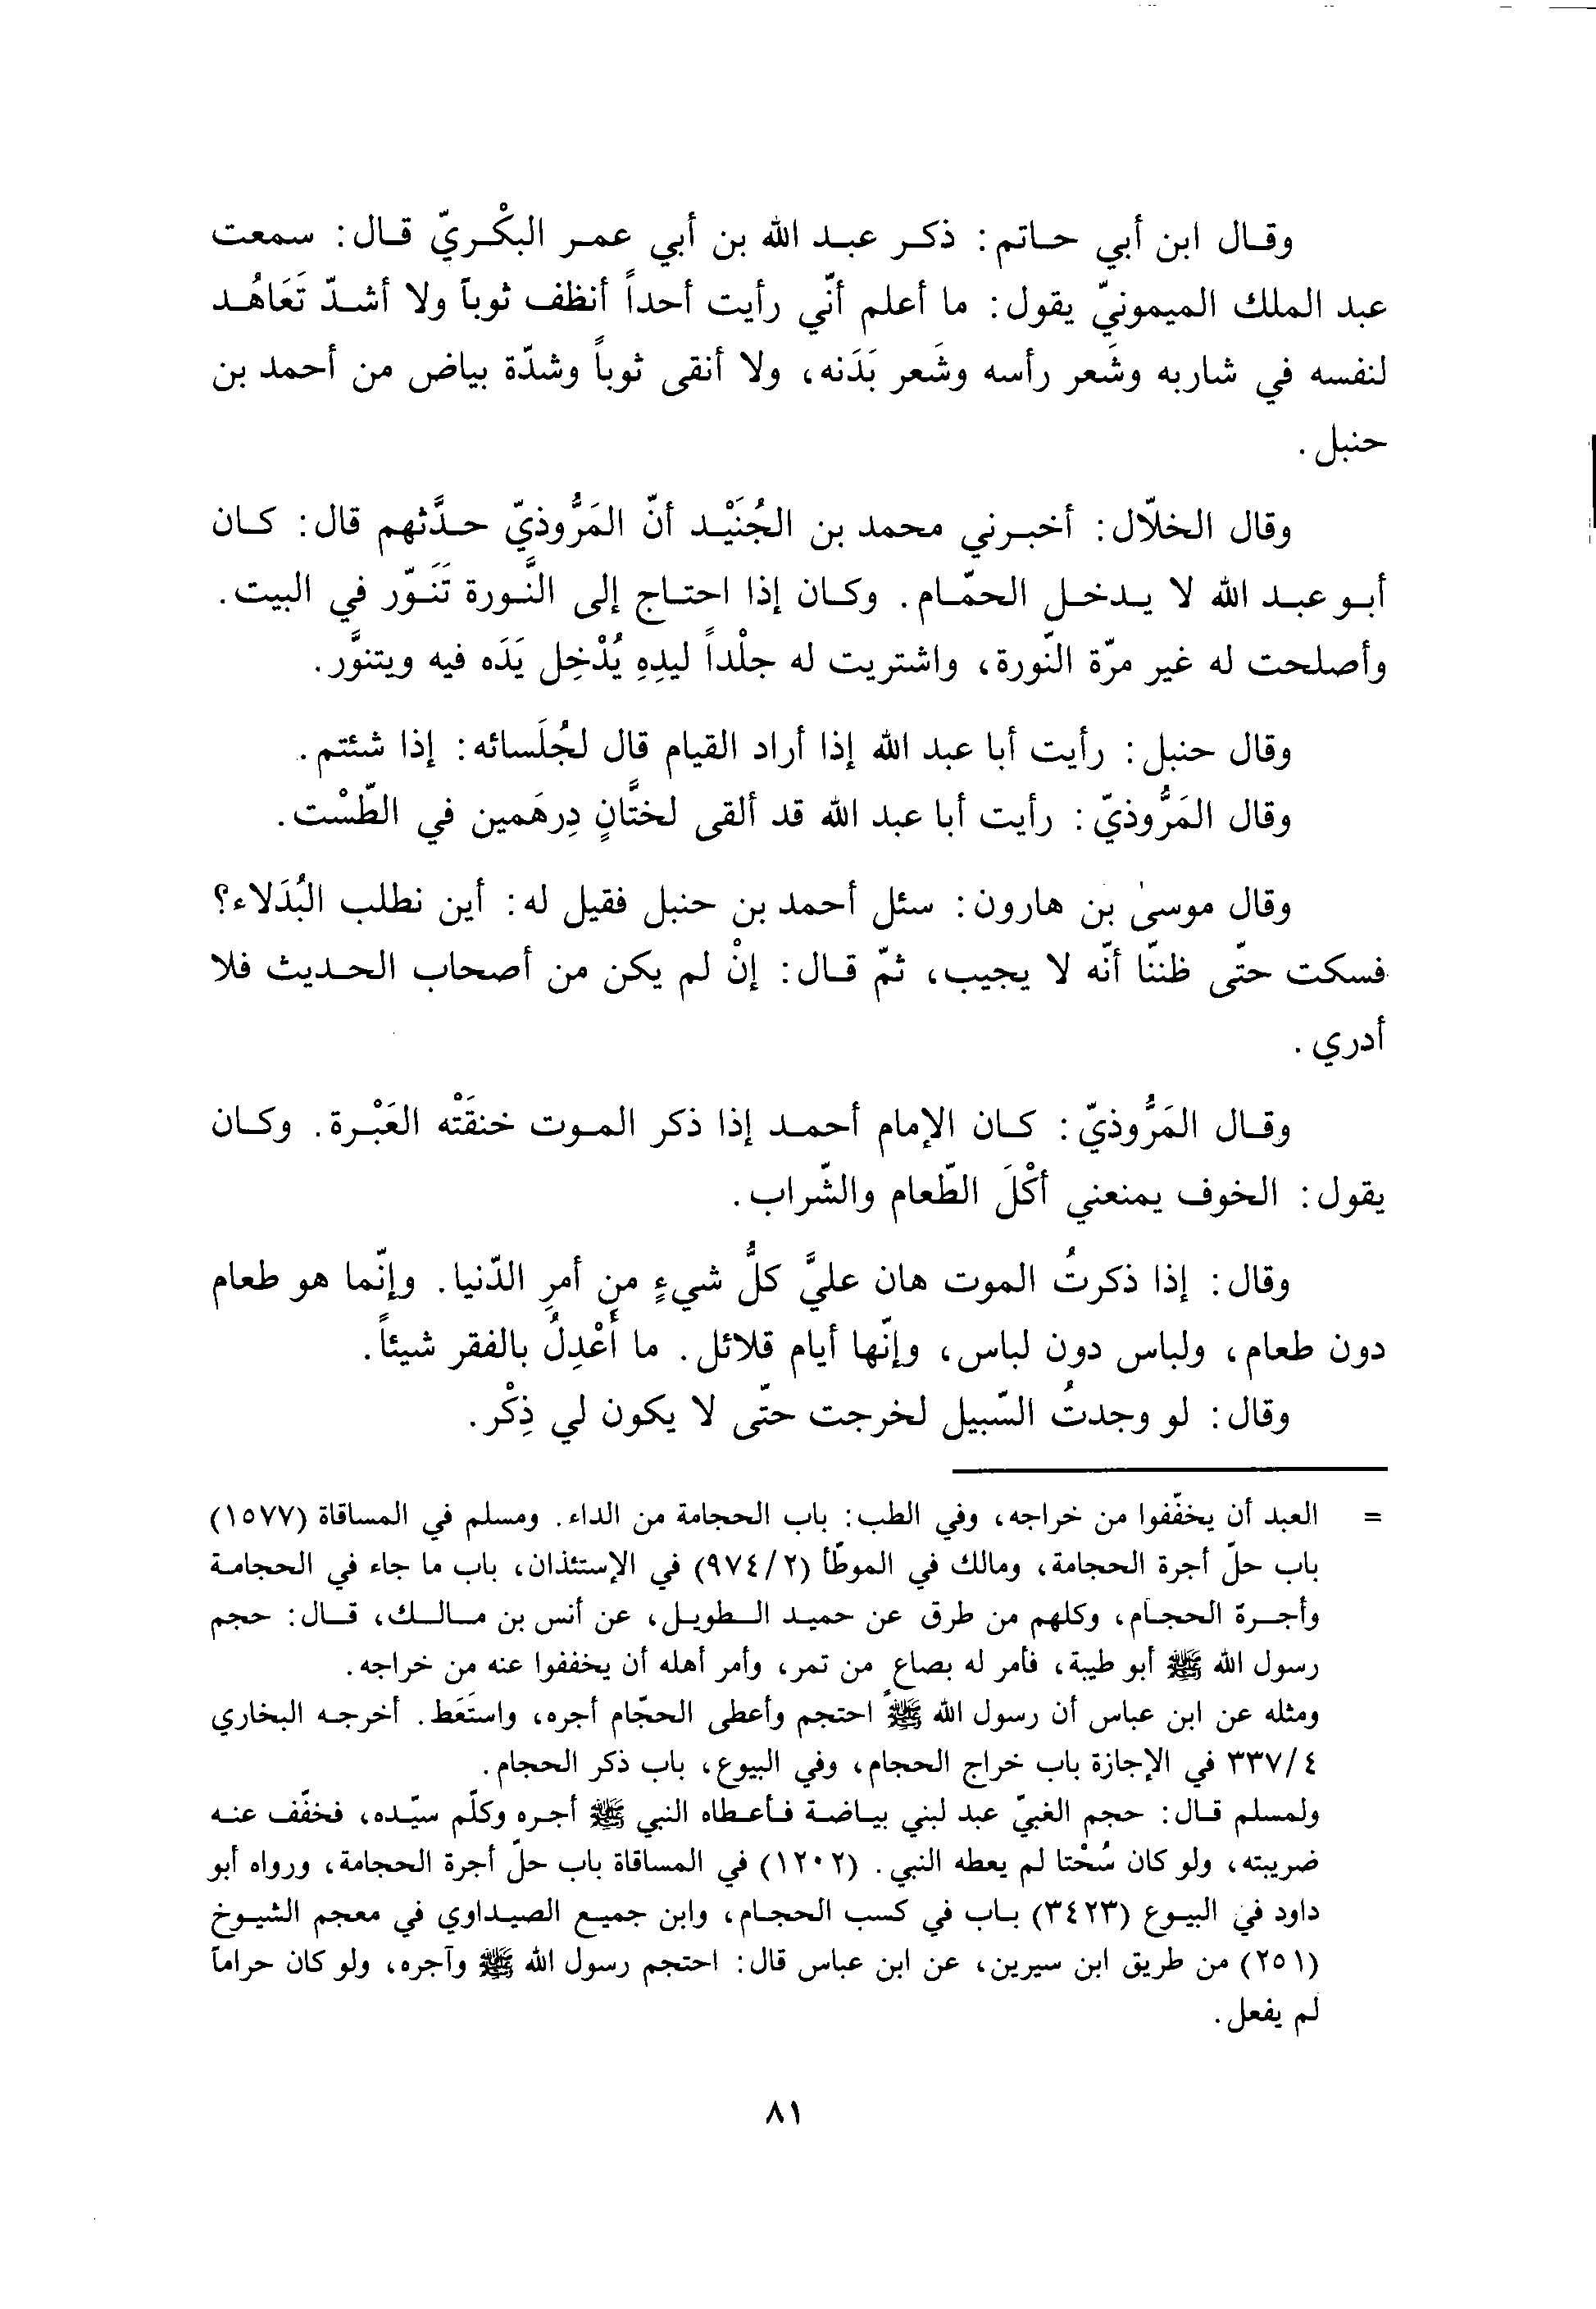 وقال ابن أبي حاتم: ذكر عبد الله بن أبي عمر البكْريّ قال: سمعت
عبد الملك الميمونيّ يقول: ما أعلم أنّي رأيت أحداً أنظف ثوباً ولا أشدّ تَعَاهُد
لنفسه في شاربه وشَعر رأسه وشَعر بَدَنه، ولا أنقى ثوباً وشدّة بياض من أحمد بن
حنبل.
وقال الخلّال: أخبرني محمد بن الجُنَيْد أنّ المَرُّوذيّ حدَّثهم قال: كان
أبو عبد الله لا يدخل الحمّام. وكان إذا احتاج إلى النَّورة تَنَوّر في البيت.
وأصلحت له غير مرّة النّورة، واشتريت له جلْداً ليدِهِ يُدْخِل يَدَه فيه ويتنوَّر.
وقال حنبل: رأيت أبا عبد الله إذا أراد القيام قال لجُلَسائه: إذا شئتم.
وقال المَرُّوذيّ: رأيت أبا عبد الله قد ألقى لختَّانٍ دِرهَمين في الطّسْت.
وقال موسىٰ بن هارون: سئل أحمد بن حنبل فقيل له: أين نطلب البُدَلاء؟
فسكت حتّى ظننّا أنّه لا يجيب، ثمّ قال: إنْ لم يكن من أصحاب الحديث فلا
أدري.
وقال المَرُّوذيّ: كان الإمام أحمد إذا ذكر الموت خنقَتْه العَبْرة. وكان
يقول: الخوف يمنعني أكْلَ الطّعام والشّراب.
وقال: إذا ذكرتُ الموت هان عليَّ كلُّ شيءٍ من أمرِ الدّنيا. وإنّما هو طعام
دون طعام، ولباس دون لباس، وإنّها أيام قلائل. ما أَعْدِلُ بالفقر شيئاً.
وقال: لو وجدتُ السّبيل لخرجت حتّى لا يكون لي ذِكْر.
= العبد أن يخفّفوا من خراجه، وفي الطب: باب الحجامة من الداء. ومسلم في المساقاة (١٥٧٧)
باب حلّ أجرة الحجامة، ومالك في الموطّأ (٩٧٤/٢) في الإستئذان، باب ما جاء في الحجامة
وأجرة الحجام، وكلهم من طرق عن حميد الطويل، عن أنس بن مالك، قال: حجم
رسول الله ﷺ أبو طيبة، فأمر له بصاعٍ من تمر، وأمر أهله أن يخففوا عنه من خراجه.
ومثله عن ابن عباس أن رسول الله ﷺ احتجم وأعطى الحجّام أجره، واستَعَط. أخرجه البخاري
٣٣٧/٤ في الإجازة باب خراج الحجام، وفي البيوع، باب ذكر الحجام.
ولمسلم قال: حجم الغبيّ عبد لبني بياضة فأعطاه النبي ﷺ أجره وكلّم سيّده، فخفّف عنه
ضريبته، ولو كان سُحْتا لم يعطه النبي. (١٢٠٢) في المساقاة باب حلّ أجرة الحجامة، ورواه أبو
داود في البيوع (٣٤٢٣) باب في كسب الحجام، وابن جميع الصيداوي في معجم الشيوخ
(٢٥١) من طريق ابن سيرين، عن ابن عباس قال: احتجم رسول الله ﷺ وآجره، ولو كان حراماً
لم يفعل.
٨١